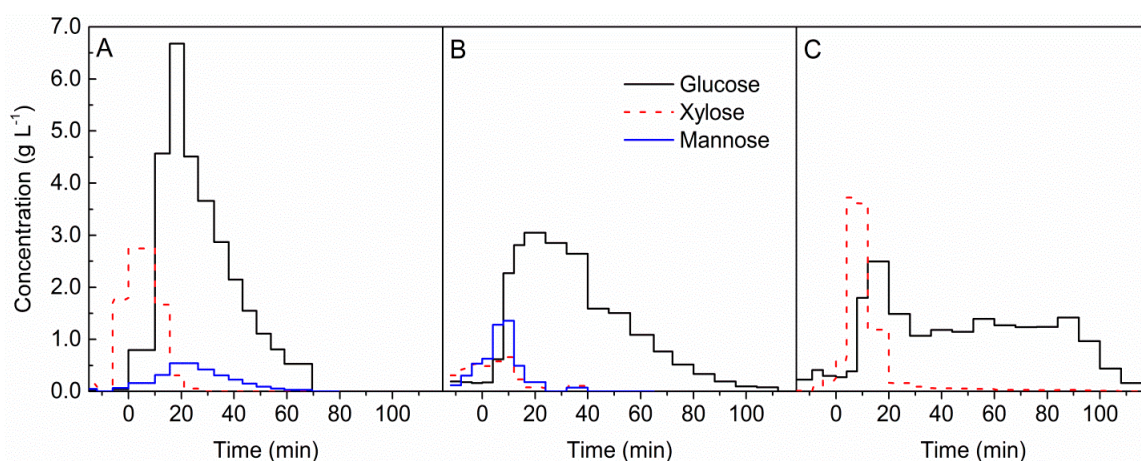 A
B
C
Glucose
Xylose
Mannose
Concentration (g L⁻¹)
7.0
6.0
5.0
4.0
3.0
2.0
1.0
0.0
0 20 40 60 80 100
0 20 40 60 80 100
0 20 40 60 80 100
Time (min)
Time (min)
Time (min)